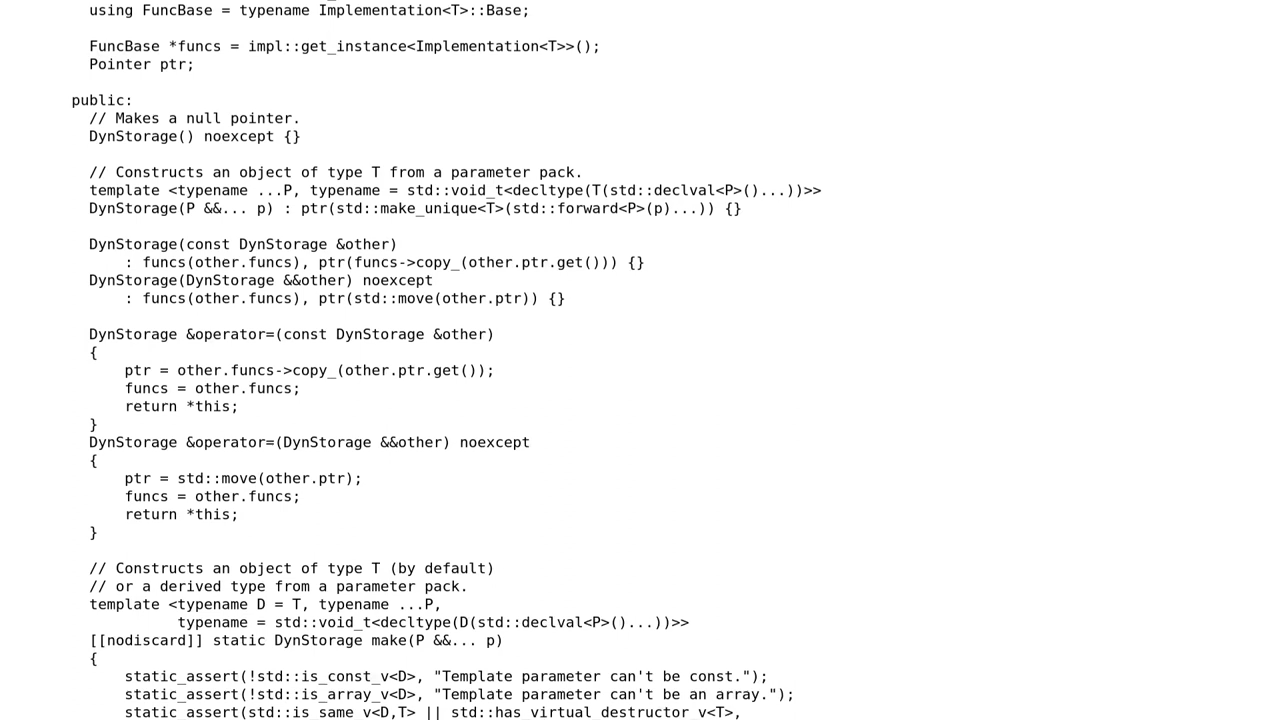 using FuncBase = typename Implementation<T>::Base;

FuncBase *funcs = impl::get_instance<Implementation<T>>();
Pointer ptr;

public:
// Makes a null pointer.
DynStorage() noexcept {}

// Constructs an object of type T from a parameter pack.
template <typename ...P, typename = std::void_t<decltype(T(std::declval<P>()...))>>
DynStorage(P &&... p) : ptr(std::make_unique<T>(std::forward<P>(p)...)) {}

DynStorage(const DynStorage &other)
: funcs(other.funcs), ptr(funcs->copy_(other.ptr.get())) {}
DynStorage(DynStorage &&other) noexcept
: funcs(other.funcs), ptr(std::move(other.ptr)) {}

DynStorage &operator=(const DynStorage &other)
{
ptr = other.funcs->copy_(other.ptr.get());
funcs = other.funcs;
return *this;
}
DynStorage &operator=(DynStorage &&other) noexcept
{
ptr = std::move(other.ptr);
funcs = other.funcs;
return *this;
}

// Constructs an object of type T (by default)
// or a derived type from a parameter pack.
template <typename D = T, typename ...P,
typename = std::void_t<decltype(D(std::declval<P>()...))>>
[[nodiscard]] static DynStorage make(P &&... p)
{
static_assert(!std::is_const_v<D>, "Template parameter can't be const.");
static_assert(!std::is_array_v<D>, "Template parameter can't be an array.");
static_assert(std::is_same_v<D,T> || std::has_virtual_destructor_v<T>,